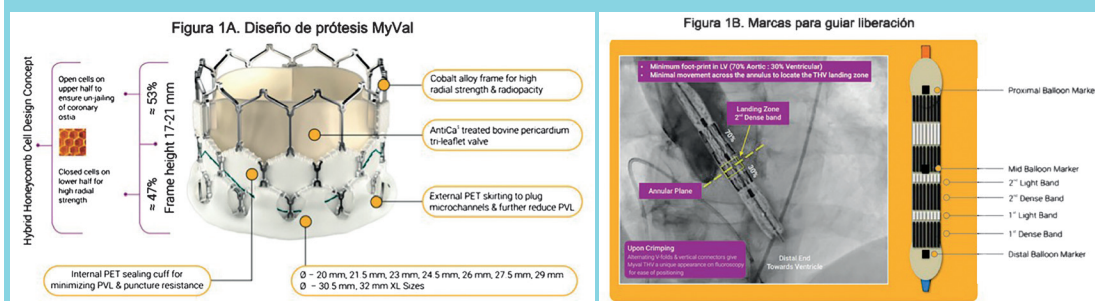 Figura 1A. Diseño de prótesis MyVal
Hybrid Honeycomb Cell Design Concept
Open cells on
upper half to
ensure un-jailing
of coronary
ostia
Closed cells on
lower half for
high radial
strength
≈ 53%
≈ 47%
Frame height 17-21 mm
Cobalt alloy frame for high
radial strength & radiopacity
AntiCa treated bovine pericardium
tri-leaflet valve
External PET skirting to plug
microchannels & further reduce PVL
Internal PET sealing cuff for
minimizing PVL & puncture resistance
Ø - 20 mm, 21 5 mm, 23 mm, 24 5 mm, 26 mm, 27 5 mm, 29 mm
Ø - 30 5 mm, 32 mm XL Sizes
Figura 1B. Marcas para guiar liberación
• Minimum foot-print in LV (70% Aortic : 30% Ventricular)
• Minimal movement across the annulus to locate the THV landing zone
Landing Zone
2nd Dense band
70%
30%
Annular Plane
Upon Crimping
Alternating V-folds & vertical connectors give
Myval THV a unique appearance on fluoroscopy
for ease of positioning
Distal End
Towards Ventricle
Proximal Balloon Marke
Mid Balloon Marker
2nd Light Band
2nd Dense Band
1st Light Band
1st Dense Band
Distal Balloon Marker